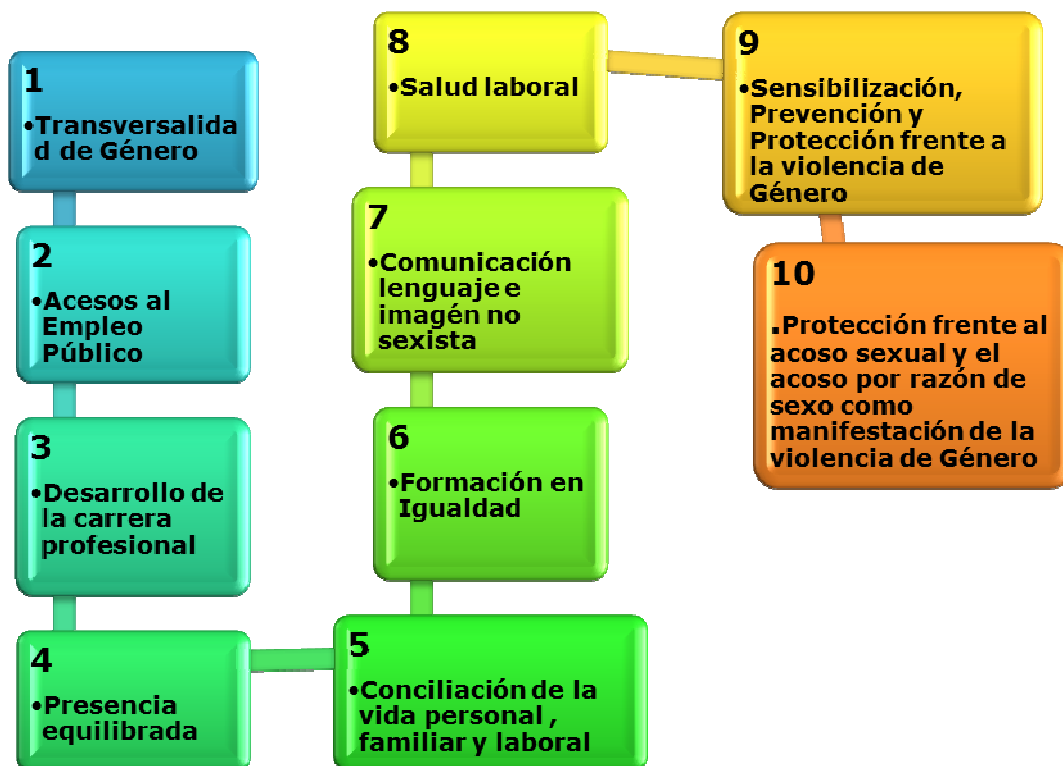 1
•Transversalida
d de Género
2
•Acesos al
Empleo
Público
3
•Desarrollo de
la carrera
profesional
4
•Presencia
equilibrada
5
•Conciliación de la
vida personal ,
familiar y laboral
6
•Formación en
Igualdad
7
•Comunicación
lenguaje e
imagén no
sexista
8
•Salud laboral
9
•Sensibilización,
Prevención y
Protección frente a
la violencia de
Género
10
.Protección frente al
acoso sexual y el
acoso por razón de
sexo como
manifestación de la
violencia de Género